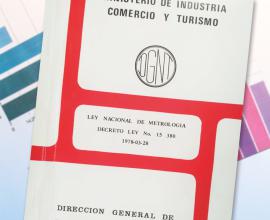 MINISTERIO DE INDUSTRIA
COMERCIO Y TURISMO
DGNT
LEY NACIONAL DE METROLOGIA
DECRETO LEY No. 15 380
1978-03-28
DIRECCION GENERAL DE